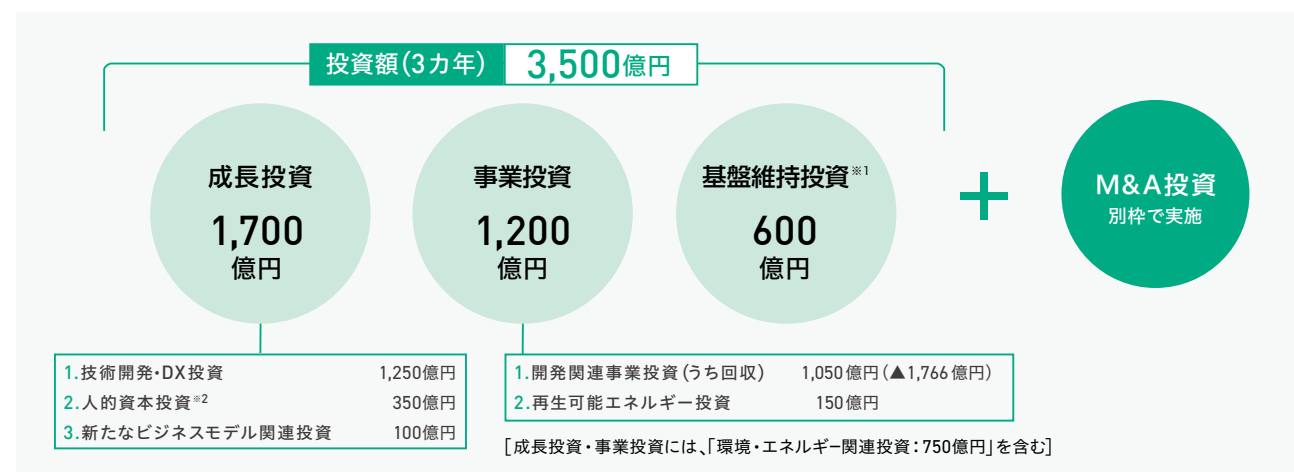 投資額(3カ年) 3,500億円
成長投資
1,700
億円
事業投資
1,200
億円
基盤維持投資※1
600
億円
+
M&A投資
別枠で実施
1.技術開発・DX投資 1,250億円
2.人的資本投資※2 350億円
3.新たなビジネスモデル関連投資 100億円
1.開発関連事業投資(うち回収) 1,050億円(▲1,766億円)
2.再生可能エネルギー投資 150億円
[成長投資・事業投資には、「環境・エネルギー関連投資:750億円」を含む]